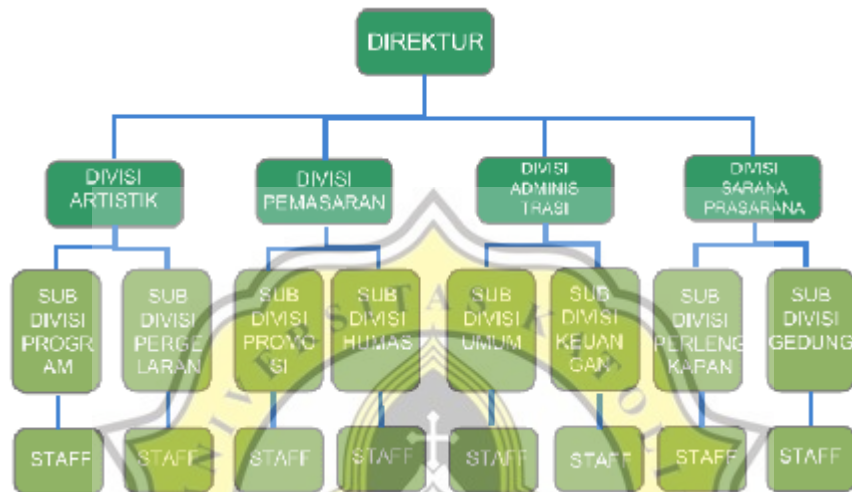 DIREKTUR
DIVISI
ARTISTIK
DIVISI
PEMASARAN
DIVISI
ADMINIS
TRASI
DIVISI
SARANA
PRASARANA
SUB
DIVISI
PROGR
AM
SUB
DIVISI
PERGE
LARAN
SUB
DIVISI
PROMO
SI
SUB
DIVISI
HUMAS
SUB
DIVISI
UMUM
SUB
DIVISI
KEUAN
GAN
SUB
DIVISI
PERLENG
KAPAN
SUB
DIVISI
GEDUNG
STAFF
STAFF
STAFF
STAFF
STAFF
STAFF
STAFF
STAFF